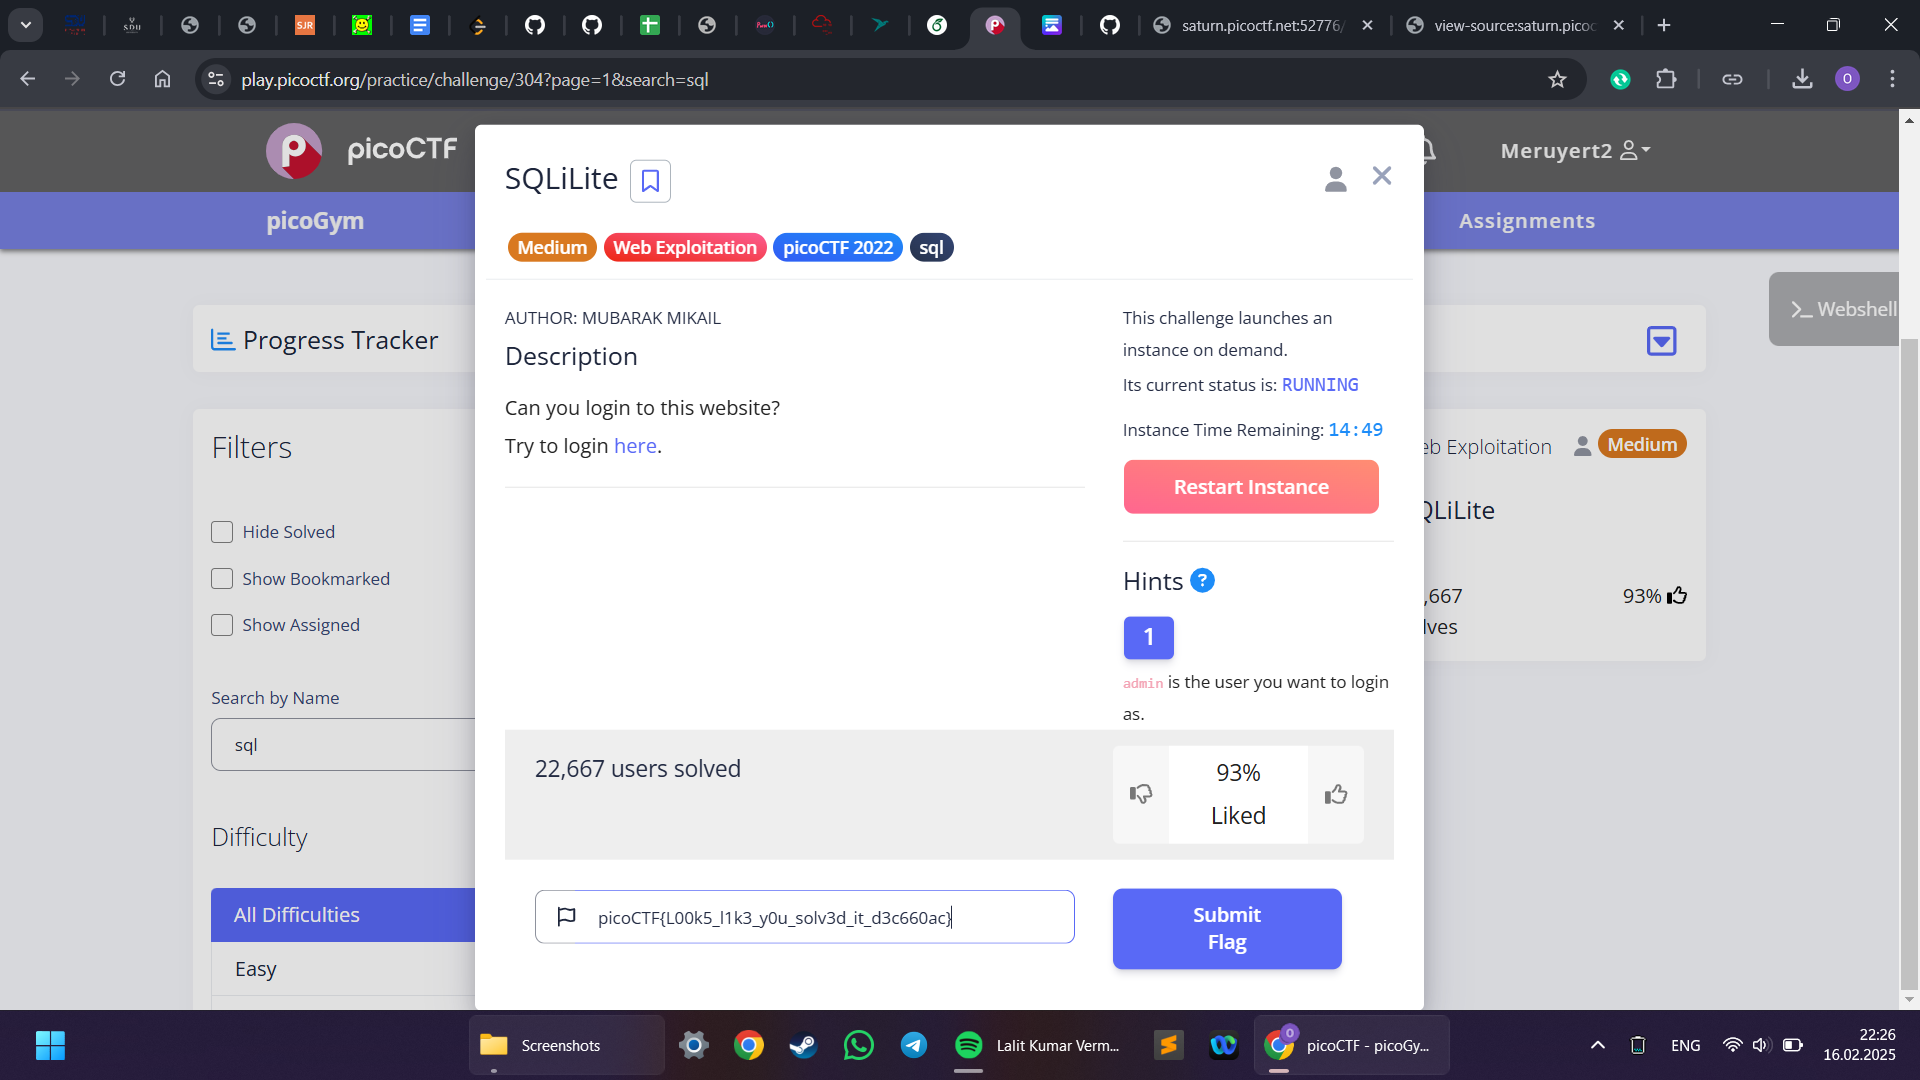 saturn.picoctf.net:52776/
view-source:saturn.picoc
play.picoctf.org/practice/challenge/304?page=1&search=sql
O
picoCTF
Meruyert2
picoGym
Assignments
SQLiLite
Medium
Web Exploitation
picoCTF 2022
sql
Webshell
Progress Tracker
AUTHOR: MUBARAK MIKAIL
Description
Can you login to this website?
Try to login here.
This challenge launches an
instance on demand.
Its current status is: RUNNING
Instance Time Remaining: 14:49
Restart Instance
Hints ?
1
admin is the user you want to login
as.
Filters
Hide Solved
Show Bookmarked
Show Assigned
Search by Name
sql
Difficulty
All Difficulties
Easy
eb Exploitation
Medium
QLiLite
,667
lves
93%
22,667 users solved
93%
Liked
picoCTF{L00k5_l1k3_y0u_solv3d_it_d3c660ac}
Submit
Flag
Screenshots
Lalit Kumar Verm...
picoCTF - picoGy...
ENG
22:26
16.02.2025